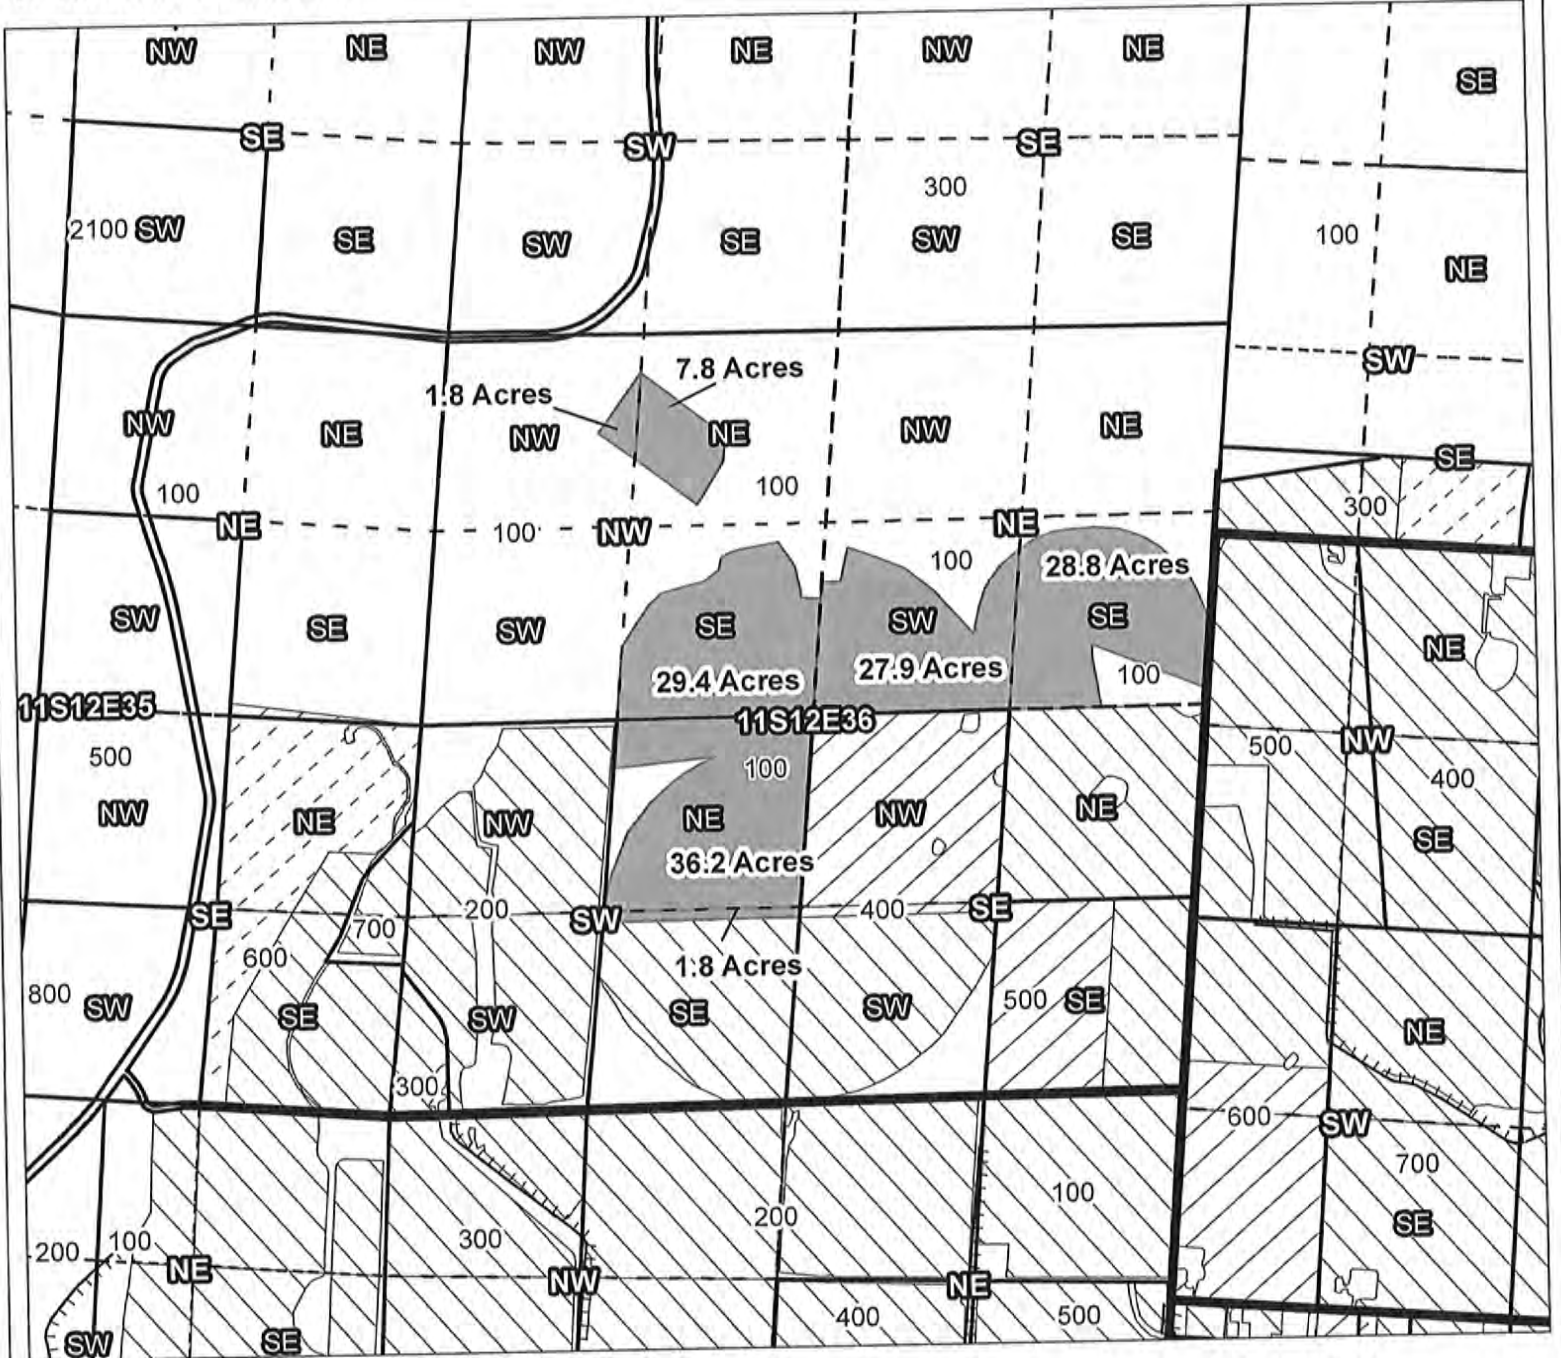 NW NE NW NE NW NE
SE
SE SW SE
300
2100 SW SE SW SE SW SE
100
NE
SW
7.8 Acres
1.8 Acres
NW NE NW NE NW NE
SE
100 100
300
NE 100 NW NE
100
28.8 Acres
SW SE SW SE SW SE
NE
29.4 Acres 27.9 Acres 100
11S12E35 11S12E36
500 NW
500 100 400
NW NE NW NE NW NE
SE
36.2 Acres
SE 200 SW 400 SE
700
600 1.8 Acres
800 SW SE SW SE SW 500 SE
NE
300
600 SW
700
100
200 SE
200 100 300
NE NW NE
400 500
SW SE